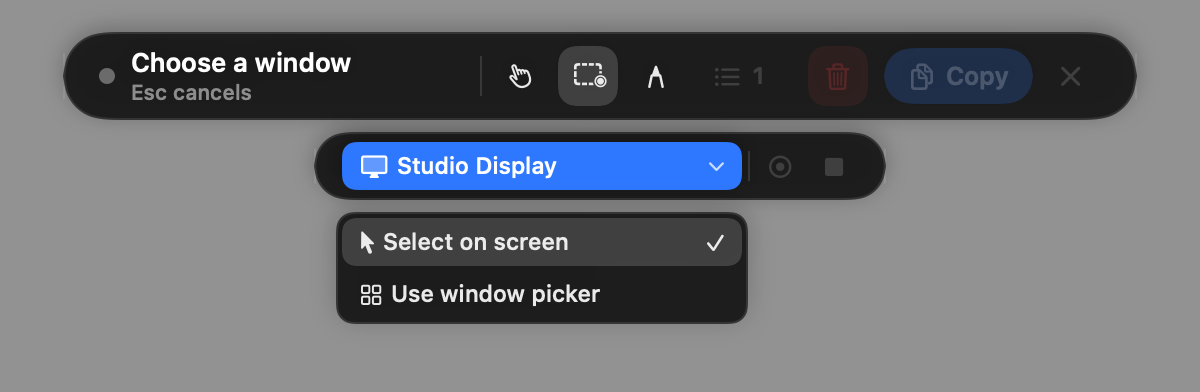 Choose a window
Esc cancels
1
Copy
Studio Display
Select on screen
Use window picker